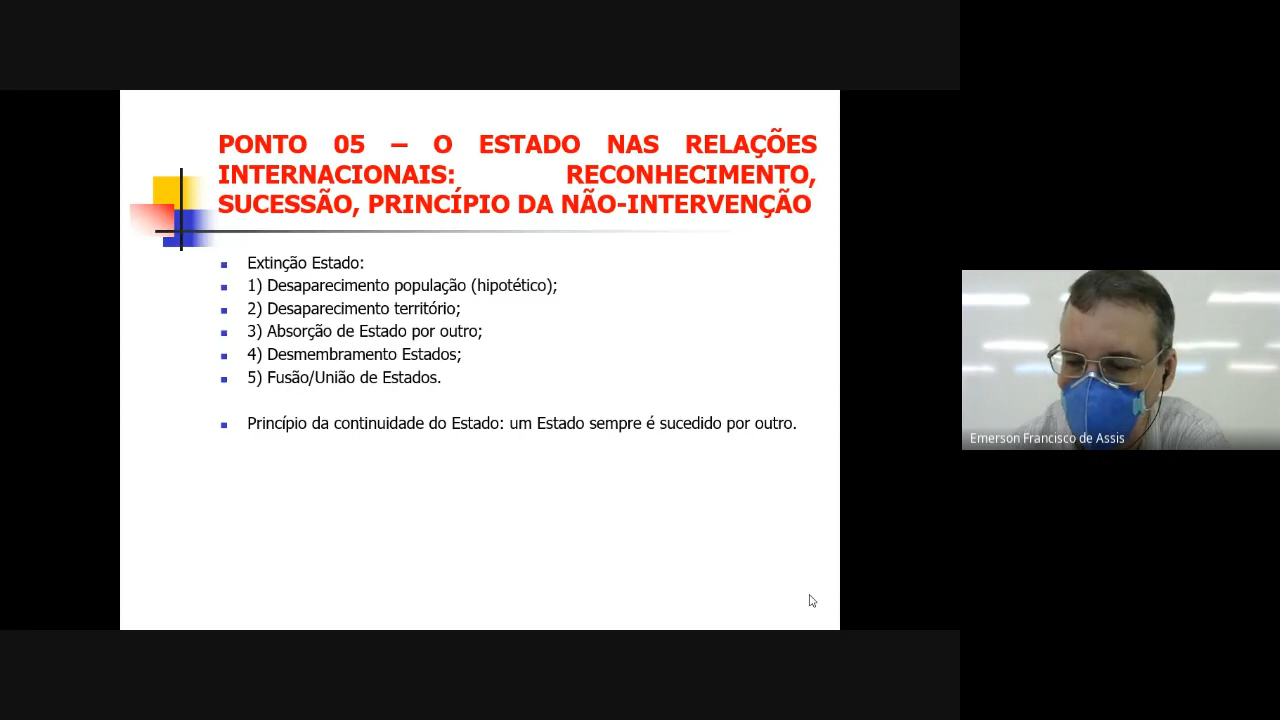 PONTO 05 – O ESTADO NAS RELAÇÕES
INTERNACIONAIS: RECONHECIMENTO,
SUCESSÃO, PRINCÍPIO DA NÃO-INTERVENÇÃO
Extinção Estado:
1) Desaparecimento população (hipotético);
2) Desaparecimento território;
3) Absorção de Estado por outro;
4) Desmembramento Estados;
5) Fusão/União de Estados.
Princípio da continuidade do Estado: um Estado sempre é sucedido por outro.
Emerson Francisco de Assis